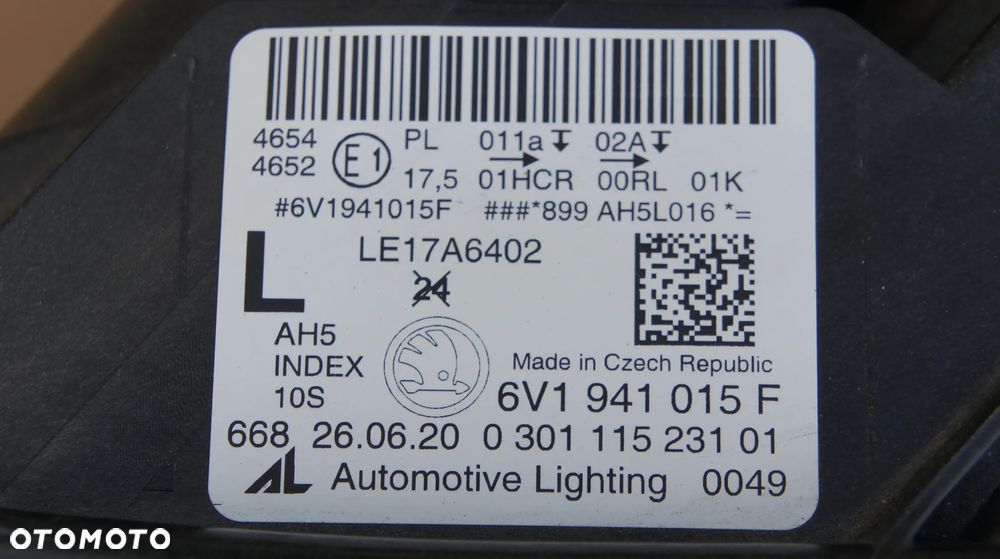 4654 E1 PL 011a 02A
4652 17,5 01HCR 00RL 01K
#6V1941015F ###*899 AH5L016 *=
L LE17A6402
24
AH5
INDEX Made in Czech Republic
10S 6V1 941 015 F
668 26.06.20 0 301 115 231 01
AL Automotive Lighting 0049
OTOMOTO